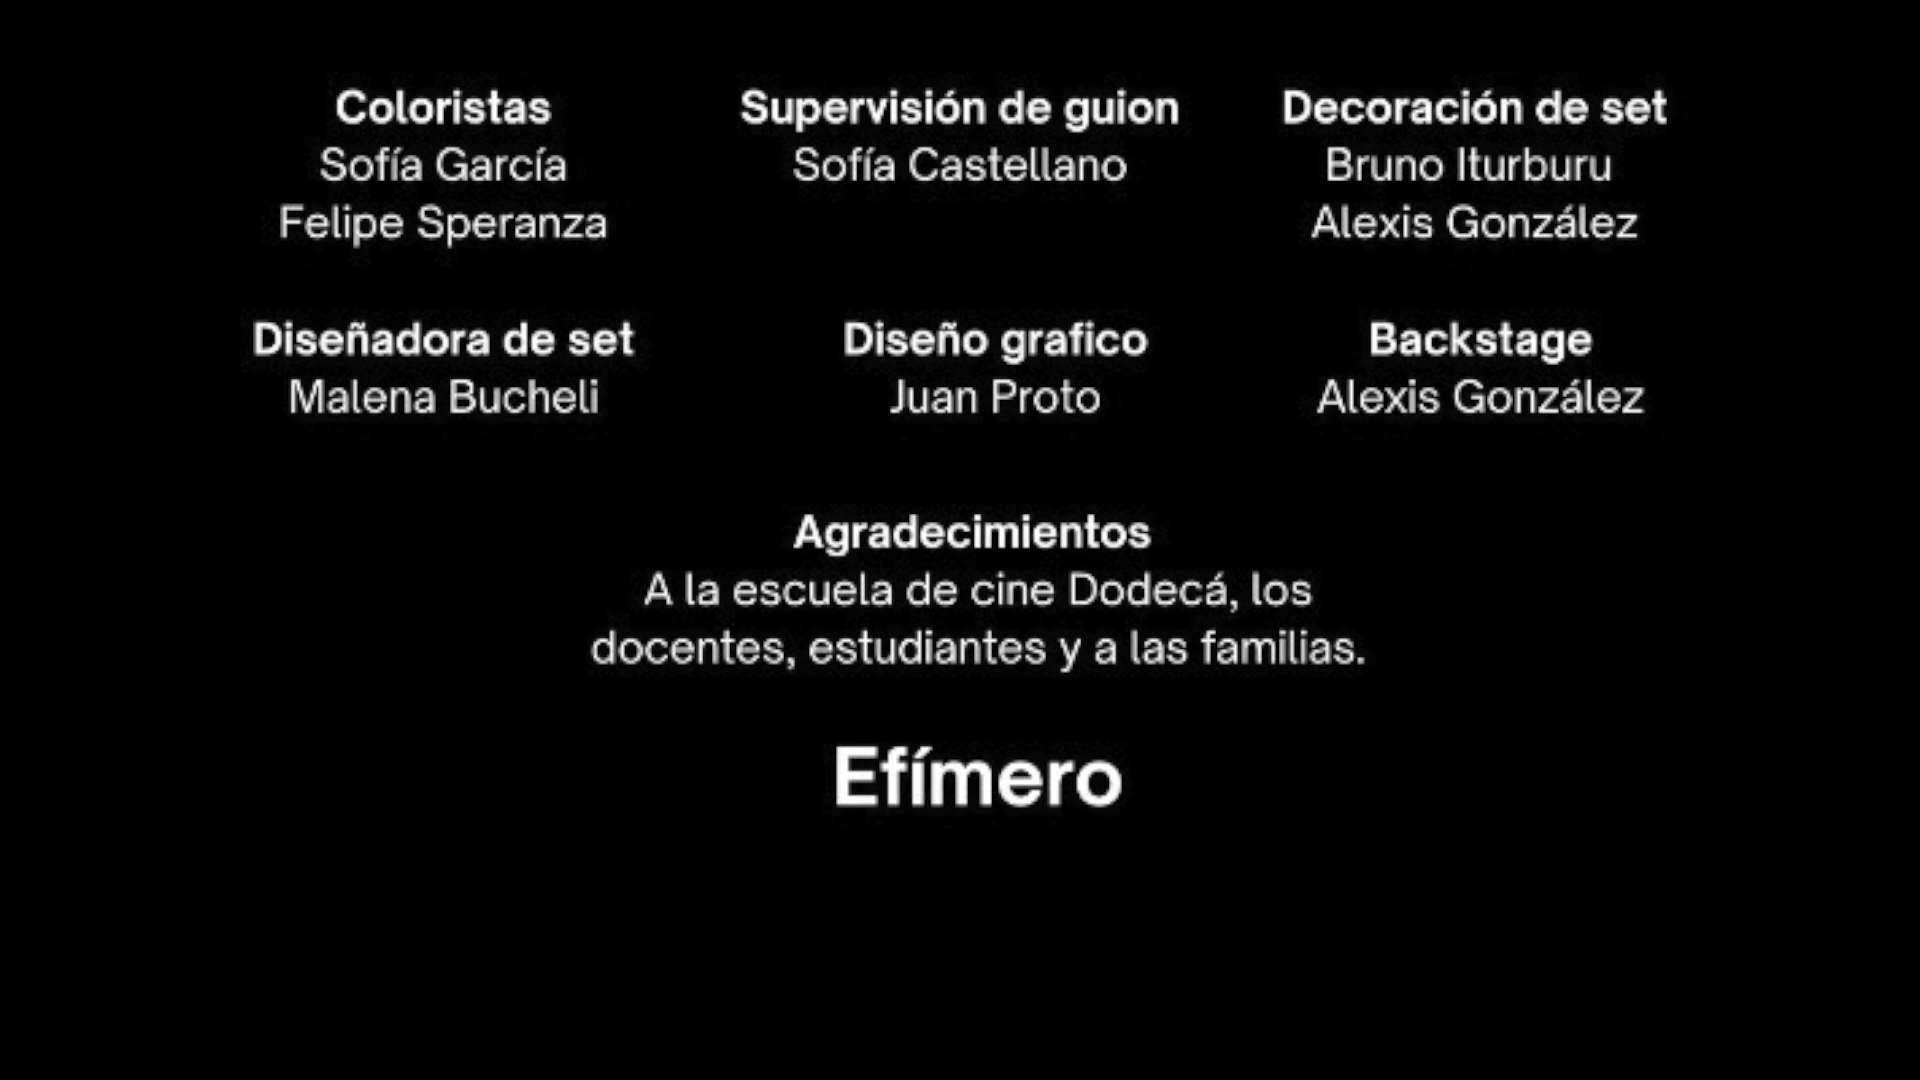 Coloristas
Sofía García
Felipe Speranza
Supervisión de guion
Sofía Castellano
Decoración de set
Bruno Iturburu
Alexis González
Diseñadora de set
Malena Bucheli
Diseño grafico
Juan Proto
Backstage
Alexis González
Agradecimientos
A la escuela de cine Dodecá, los
docentes, estudiantes y a las familias.
Efímero